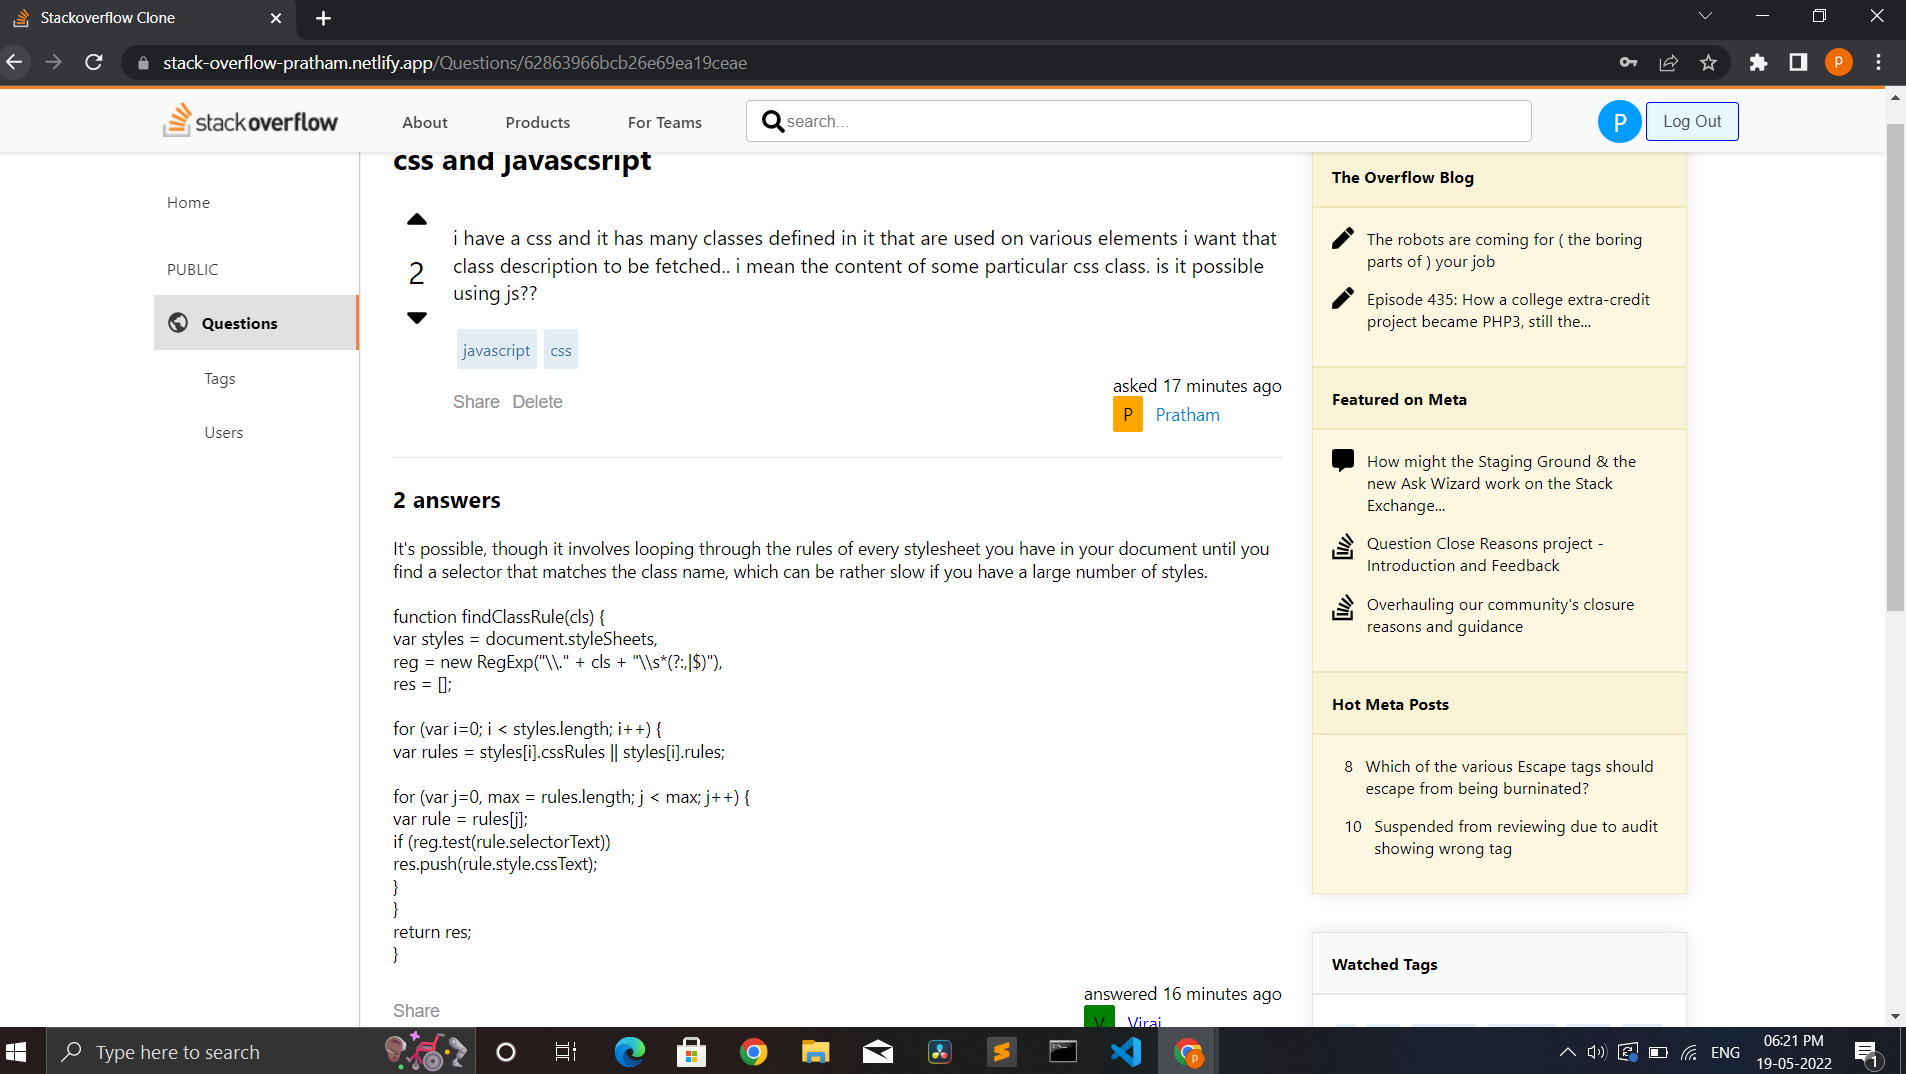 Stackoverflow Clone
stack-overflow-pratham.netlify.app/Questions/62863966bcb26e69ea19ceae
P
stackoverflow
About
Products
For Teams
search...
P
Log Out
Home
PUBLIC
Questions
Tags
Users
css and javascsript
2
i have a css and it has many classes defined in it that are used on various elements i want that
class description to be fetched.. i mean the content of some particular css class. is it possible
using js??
javascript
css
Share
Delete
asked 17 minutes ago
P
Pratham
2 answers
It's possible, though it involves looping through the rules of every stylesheet you have in your document until you
find a selector that matches the class name, which can be rather slow if you have a large number of styles.
function findClassRule(cls) {
var styles = document.styleSheets,
reg = new RegExp("\\." + cls + "\\s*(?:,|$)"),
res = [];
for (var i=0; i < styles.length; i++) {
var rules = styles[i].cssRules || styles[i].rules;
for (var j=0, max = rules.length; j < max; j++) {
var rule = rules[j];
if (reg.test(rule.selectorText))
res.push(rule.style.cssText);
}
}
return res;
}
Share
answered 16 minutes ago
V
Viraj
The Overflow Blog
The robots are coming for ( the boring
parts of ) your job
Episode 435: How a college extra-credit
project became PHP3, still the...
Featured on Meta
How might the Staging Ground & the
new Ask Wizard work on the Stack
Exchange...
Question Close Reasons project -
Introduction and Feedback
Overhauling our community's closure
reasons and guidance
Hot Meta Posts
8 Which of the various Escape tags should
escape from being burninated?
10 Suspended from reviewing due to audit
showing wrong tag
Watched Tags
Type here to search
ENG
06:21 PM
19-05-2022
1